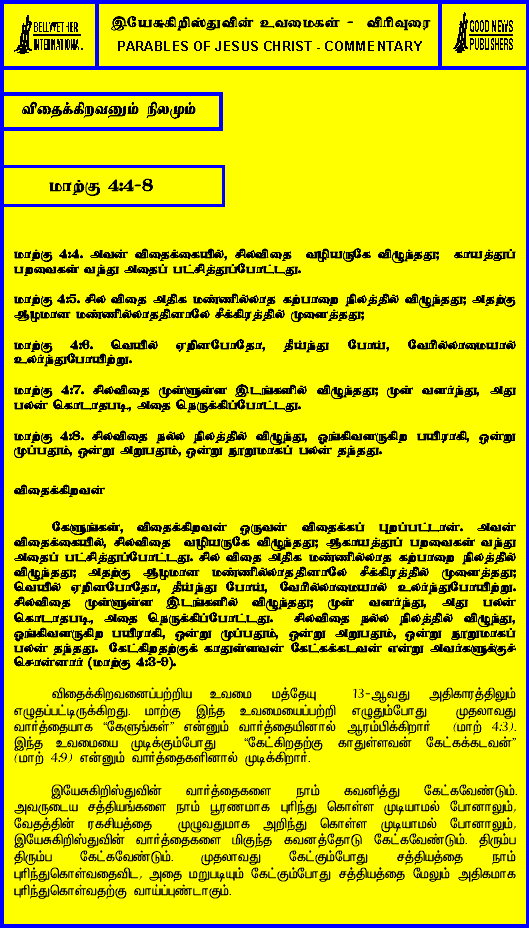 BELLWETHER
INTERNATIONAL
இயேசுகிறிஸ்துவின் உவமைகள் - விரிவுரை
PARABLES OF JESUS CHRIST - COMMENTARY
GOOD NEWS
PUBLISHERS
விதைக்கிறவனும் நிலமும்
மாற்கு 4:4-8
மாற்கு 4:4. அவன் விதைக்கையில், சிலவிதை வழியருகே விழுந்தது; காயத்துப்
பறவைகள் வந்து அதைப் பட்சித்துப்போட்டது.
மாற்கு 4:5. சில விதை அதிக மண்ணில்லாத கற்பாறை நிலத்தில் விழுந்தது; அதற்கு
ஆழமான மண்ணில்லாததினாலே சீக்கிரத்தில் முளைத்தது;
மாற்கு 4:6. வெயில் ஏறினபோதோ, தீய்ந்து போய், வேரில்லாமையால்
உலர்ந்துபோயிற்று.
மாற்கு 4:7. சிலவிதை முள்ளுள்ள இடங்களில் விழுந்தது; முள் வளர்ந்து, அது
பலன் கொடாதபடி, அதை நெருக்கிப்போட்டது.
மாற்கு 4:8. சிலவிதை நல்ல நிலத்தில் விழுந்து, ஓங்கிவளருகிற பயிராகி, ஒன்று
முப்பதும், ஒன்று அறுபதும், ஒன்று நூறுமாகப் பலன் தந்தது.
விதைக்கிறவன்
கேளுங்கள், விதைக்கிறவன் ஒருவன் விதைக்கப் புறப்பட்டான். அவன்
விதைக்கையில், சிலவிதை வழியருகே விழுந்தது; ஆகாயத்துப் பறவைகள் வந்து
அதைப் பட்சித்துப்போட்டது. சில விதை அதிக மண்ணில்லாத கற்பாறை நிலத்தில்
விழுந்தது; அதற்கு ஆழமான மண்ணில்லாததினாலே சீக்கிரத்தில் முளைத்தது;
வெயில் ஏறினபோதோ, தீய்ந்து போய், வேரில்லாமையால் உலர்ந்துபோயிற்று.
சிலவிதை முள்ளுள்ள இடங்களில் விழுந்தது; முள் வளர்ந்து, அது பலன்
கொடாதபடி, அதை நெருக்கிப்போட்டது. சிலவிதை நல்ல நிலத்தில் விழுந்து,
ஓங்கிவளருகிற பயிராகி, ஒன்று முப்பதும், ஒன்று அறுபதும், ஒன்று நூறுமாகப்
பலன் தந்தது. கேட்கிறதற்குக் காதுள்ளவன் கேட்கக்கடவன் என்று அவர்களுக்குச்
சொன்னார் (மாற்கு 4:3-9).
விதைக்கிறவனைப்பற்றிய உவமை மத்தேயு 13-ஆவது அதிகாரத்திலும்
எழுதப்பட்டிருக்கிறது. மாற்கு இந்த உவமையைப்பற்றி எழுதும்போது முதலாவது
வார்த்தையாக "கேளுங்கள்" என்னும் வார்த்தையினால் ஆரம்பிக்கிறார் (மாற் 4:3).
இந்த உவமையை முடிக்கும்போது "கேட்கிறதற்கு காதுள்ளவன் கேட்கக்கடவன்"
(மாற் 4:9) என்னும் வார்த்தைகளினால் முடிக்கிறார்.
இயேசுகிறிஸ்துவின் வார்த்தைகளை நாம் கவனித்து கேட்கவேண்டும்.
அவருடைய சத்தியங்களை நாம் பூரணமாக புரிந்து கொள்ள முடியாமல் போனாலும்,
வேதத்தின் ரகசியத்தை முழுவதுமாக அறிந்து கொள்ள முடியாமல் போனாலும்,
இயேசுகிறிஸ்துவின் வார்த்தைகளை மிகுந்த கவனத்தோடு கேட்கவேண்டும். திரும்ப
திரும்ப கேட்கவேண்டும். முதலாவது கேட்கும்போது சத்தியத்தை நாம்
புரிந்துகொள்வதைவிட, அதை மறுபடியும் கேட்கும்போது சத்தியத்தை மேலும் அதிகமாக
புரிந்துகொள்வதற்கு வாய்ப்புண்டாகும்.